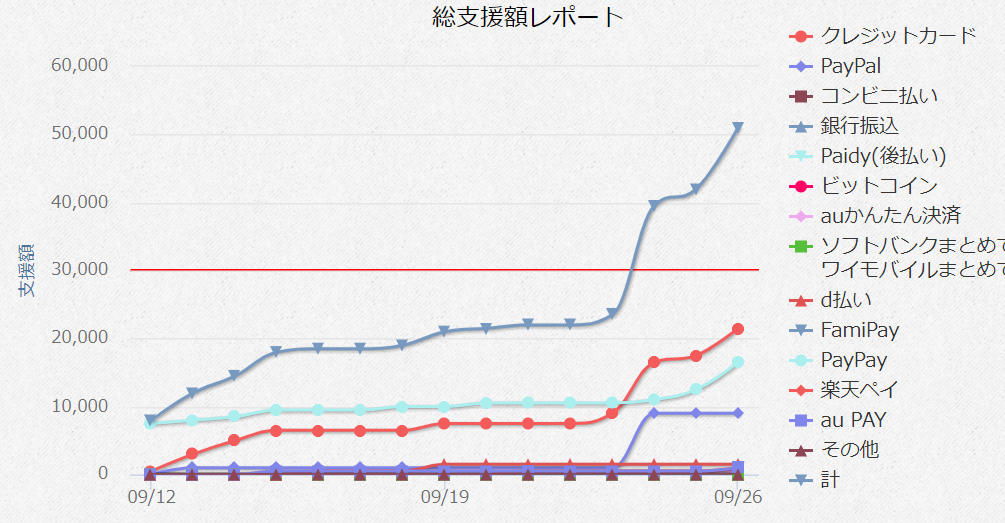 総支援額レポート
60,000
50,000
40,000
30,000
20,000
10,000
0
支援額
09/12
09/19
09/26
クレジットカード
PayPal
コンビニ払い
銀行振込
Paidy(後払い)
ビットコイン
auかんたん決済
ソフトバンクまとめて
ワイモバイルまとめて
d払い
FamiPay
PayPay
楽天ペイ
au PAY
その他
計